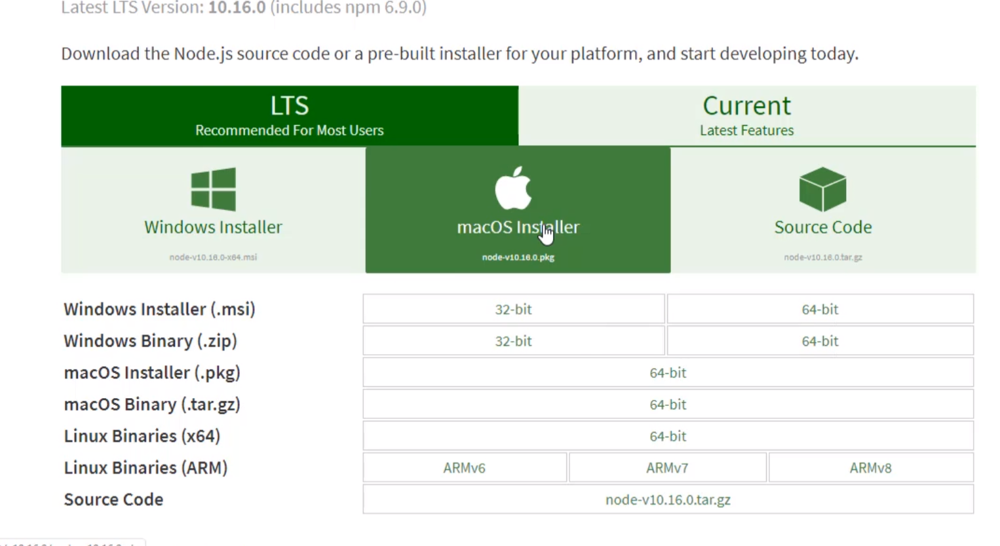 Latest LTS Version: 10.16.0 (includes npm 6.9.0)
Download the Node.js source code or a pre-built installer for your platform, and start developing today.
LTS
Recommended For Most Users
Current
Latest Features
Windows Installer
node-v10.16.0-x64.msi
macOS Installer
node-v10.16.0.pkg
Source Code
node-v10.16.0.tar.gz
Windows Installer (.msi) 32-bit 64-bit
Windows Binary (.zip) 32-bit 64-bit
macOS Installer (.pkg) 64-bit
macOS Binary (.tar.gz) 64-bit
Linux Binaries (x64) 64-bit
Linux Binaries (ARM) ARMv6 ARMv7 ARMv8
Source Code node-v10.16.0.tar.gz